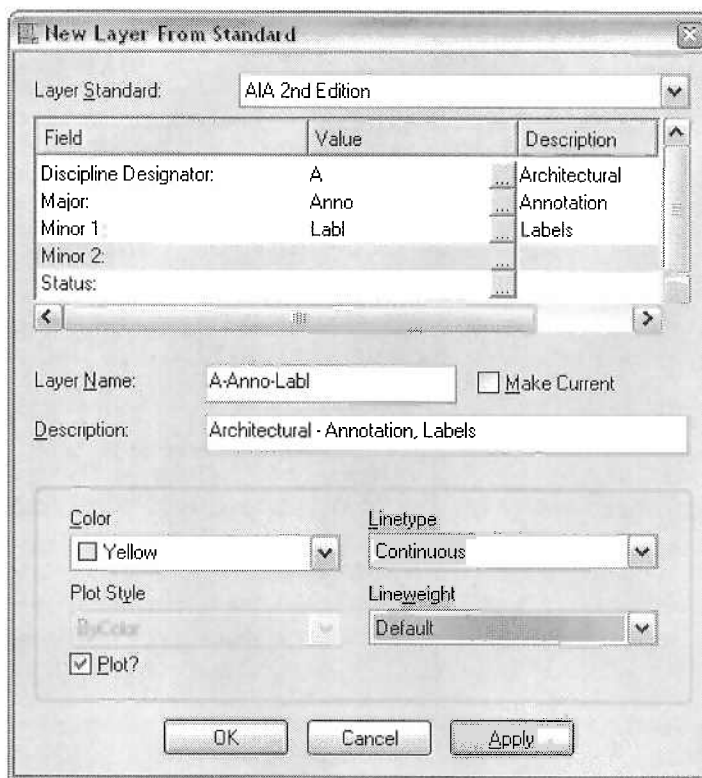 New Layer From Standard
Layer Standard: AIA 2nd Edition
Field Value Description
Discipline Designator: A ... Architectural
Major: Anno ... Annotation
Minor 1: Labl ... Labels
Minor 2: ...
Status: ...
Layer Name: A-Anno-Labl Make Current
Description: Architectural - Annotation, Labels
Color Linetype
Yellow Continuous
Plot Style Lineweight
ByColor Default
Plot?
OK Cancel Apply